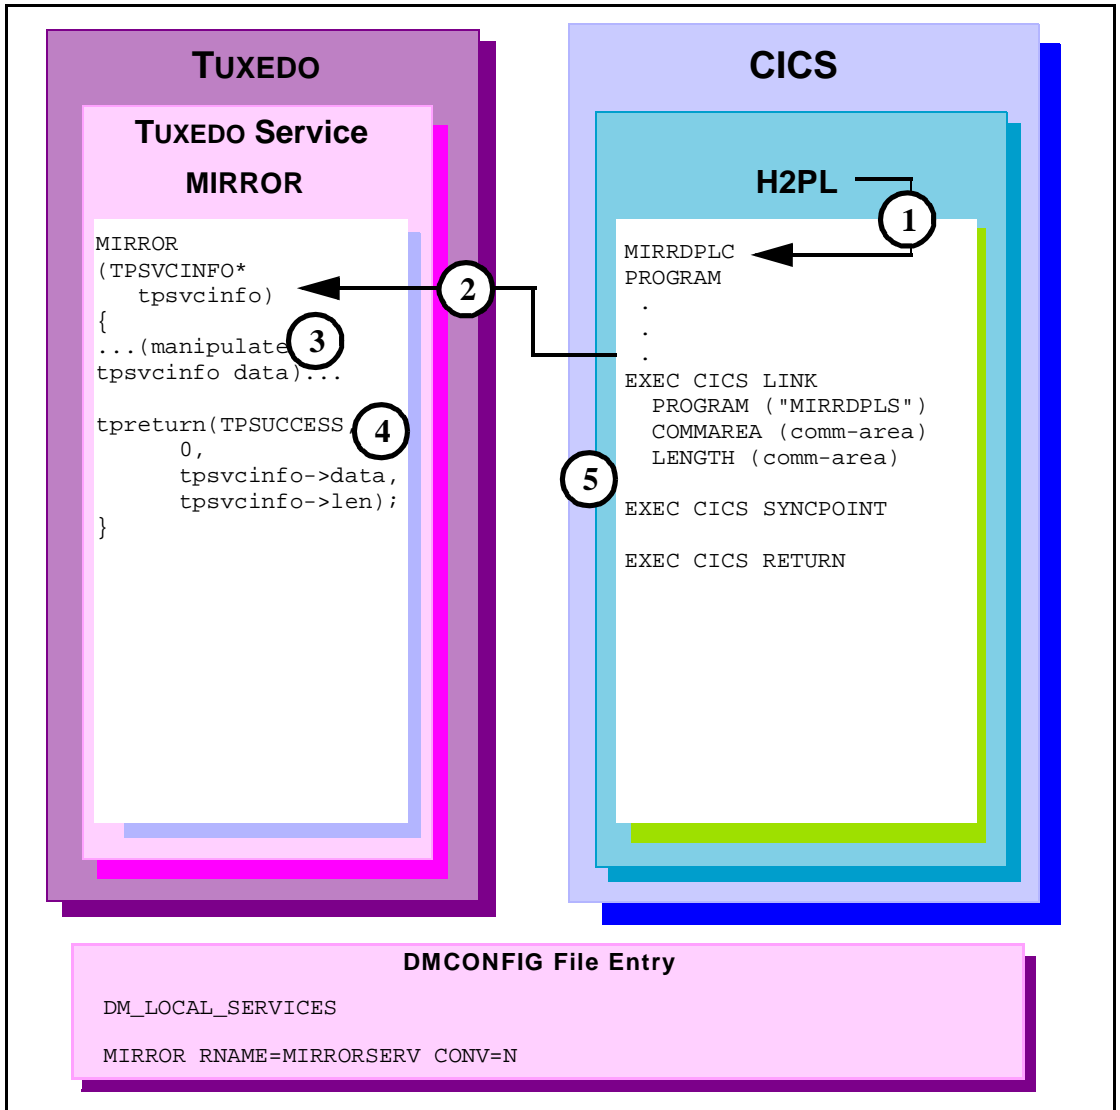 TUXEDO
TUXEDO Service
MIRROR
MIRROR
(TPSVCINFO*
tpsvcinfo)
{
...(manipulate
tpsvcinfo data)...
tpreturn(TPSUCCESS,
0,
tpsvcinfo->data,
tpsvcinfo->len);
}
2
3
4
CICS
H2PL
1
MIRRDPLC
PROGRAM
.
.
.
EXEC CICS LINK
PROGRAM ("MIRRDPLS")
COMMAREA (comm-area)
LENGTH (comm-area)
5
EXEC CICS SYNCPOINT
EXEC CICS RETURN
DMCONFIG File Entry
DM_LOCAL_SERVICES
MIRROR RNAME=MIRRORSERV CONV=N